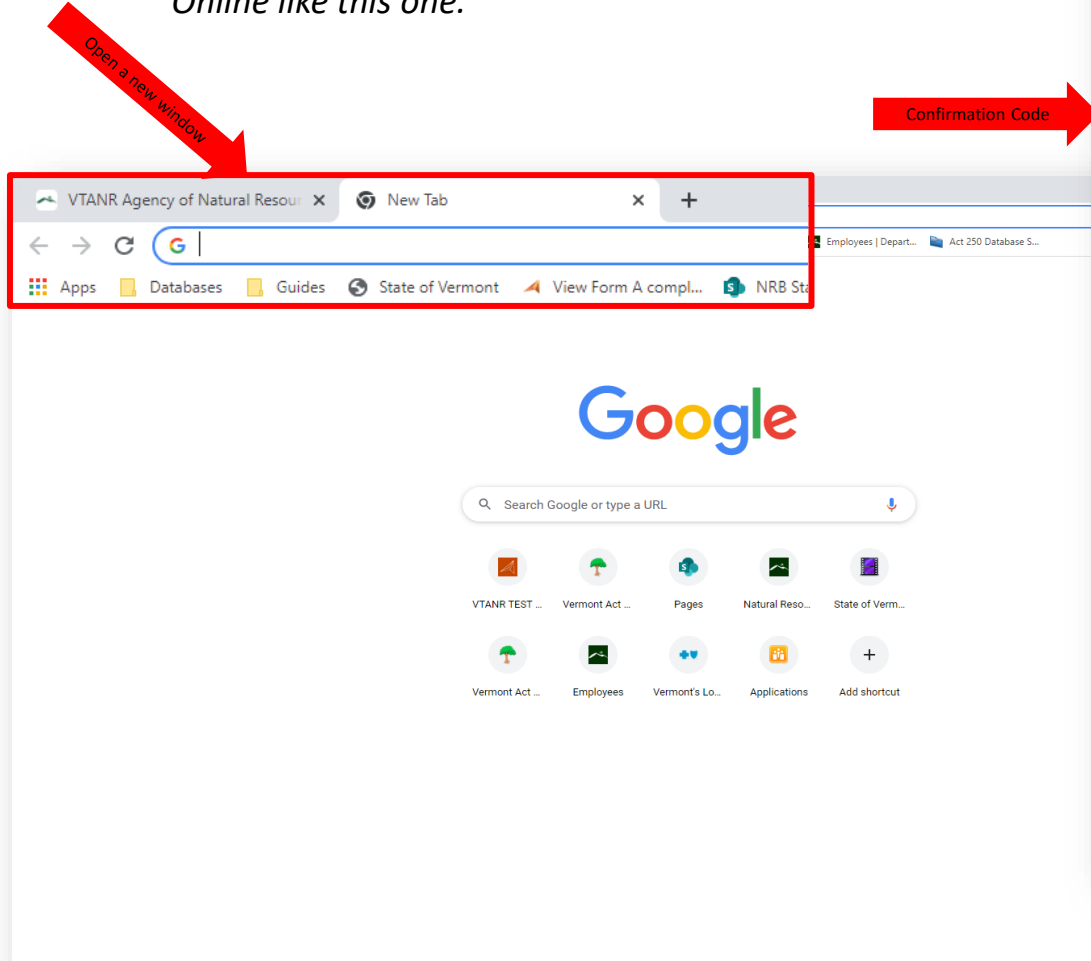 Online like this one.
Open a new window
Confirmation Code
VTANR Agency of Natural Resour
New Tab
G
Employees | Depart... Act 250 Database S...
Apps Databases Guides State of Vermont View Form A compl... NRB Sta
Google
Search Google or type a URL
VTANR TEST ... Vermont Act ... Pages Natural Reso... State of Verm...
Vermont Act ... Employees Vermont's Lo... Applications Add shortcut